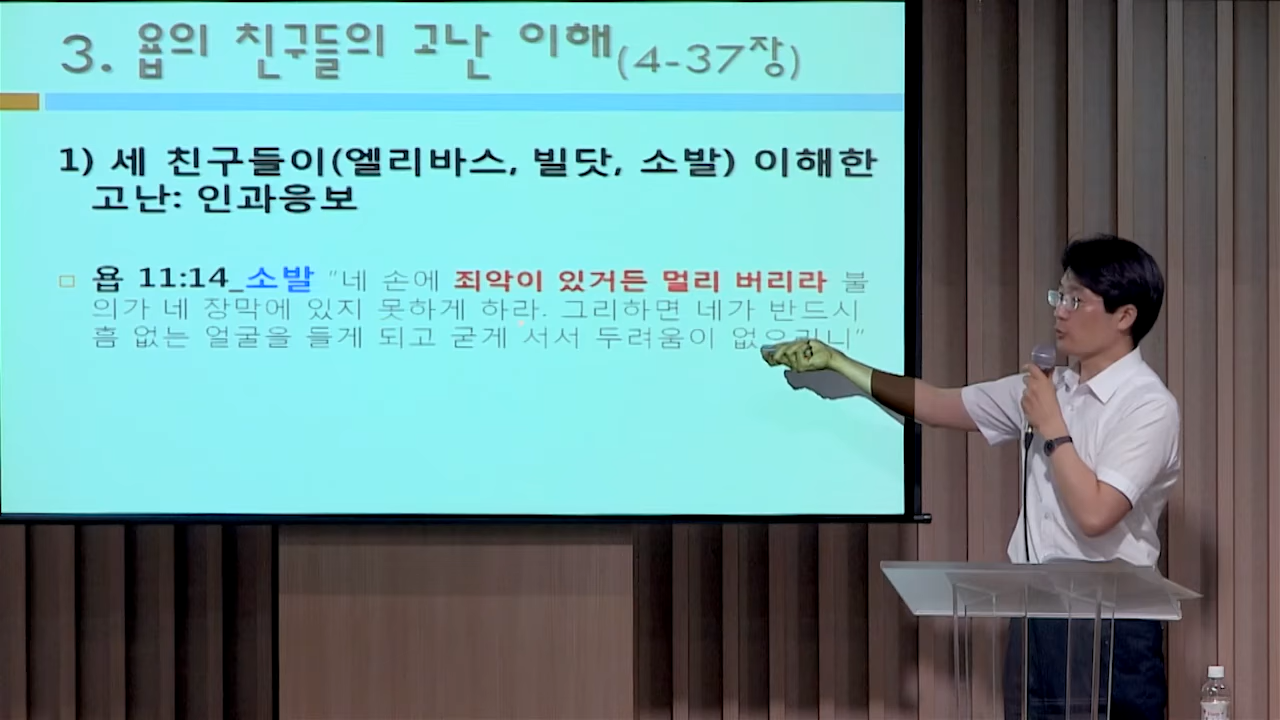 3. 욥의 친구들의 고난 이해(4-37장)
1) 세 친구들이(엘리바스, 빌닷, 소발) 이해한
고난: 인과응보
욥 11:14_소발 “네 손에 죄악이 있거든 멀리 버리라 불
의가 네 장막에 있지 못하게 하라. 그리하면 네가 반드시
흠 없는 얼굴을 들게 되고 굳게 서서 두려움이 없으리니”